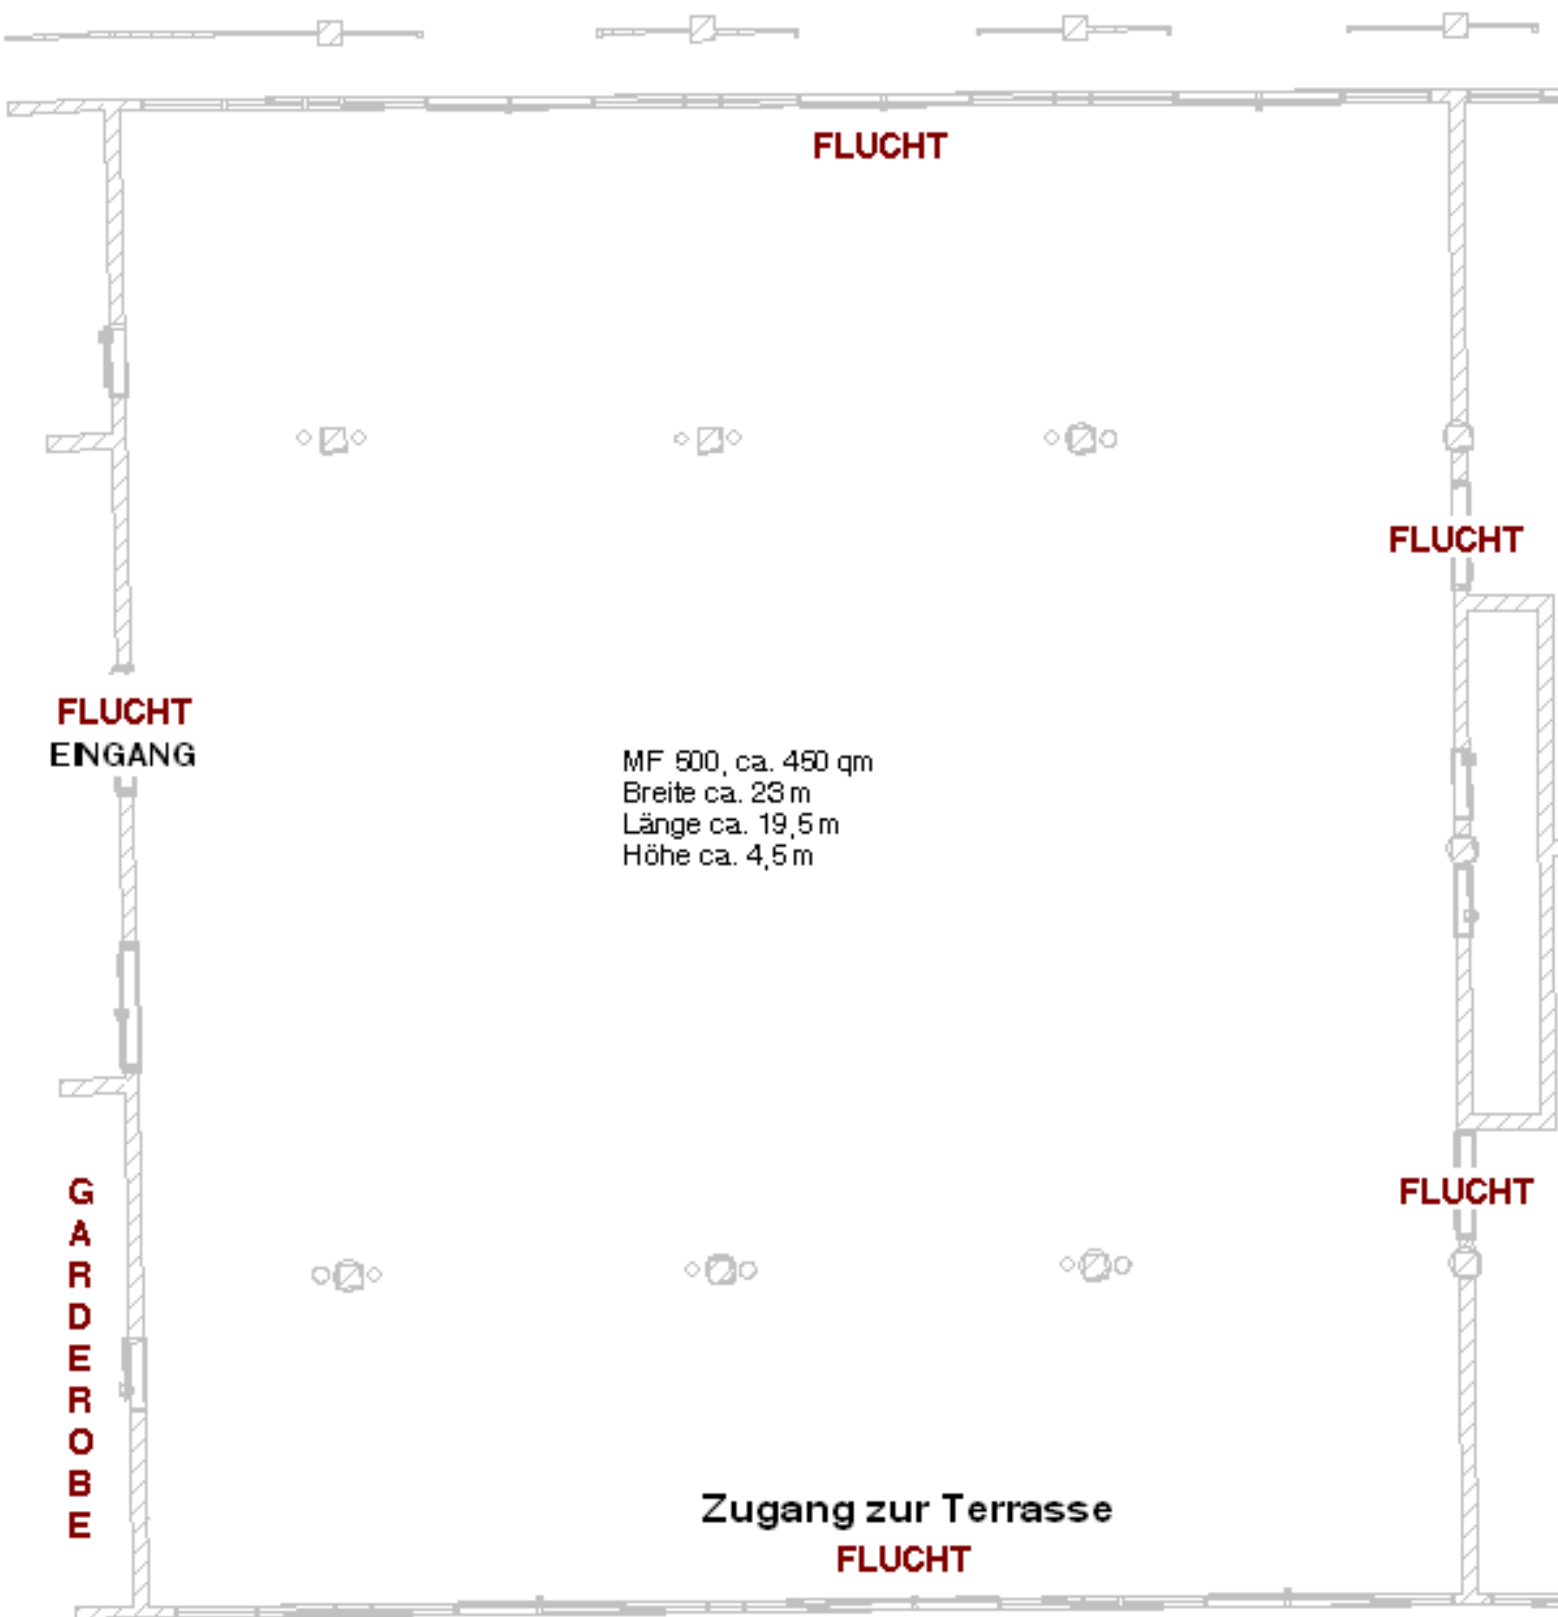 FLUCHT
FLUCHT
FLUCHT
EINGANG
MF 500, ca. 450 qm
Breite ca. 23 m
Länge ca. 19,5 m
Höhe ca. 4,5 m
GARDEROBE
FLUCHT
Zugang zur Terrasse
FLUCHT